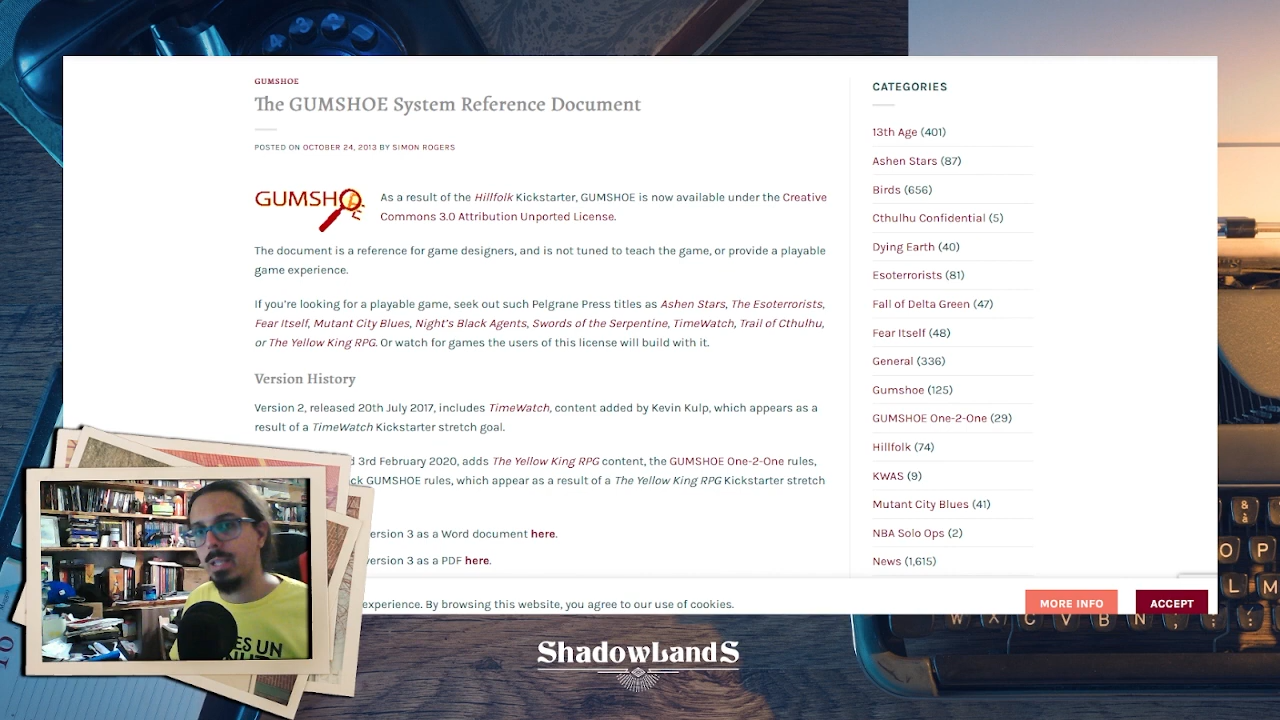 GUMSHOE
The GUMSHOE System Reference Document
POSTED ON OCTOBER 24, 2013 BY SIMON ROGERS
GUMSHOE
As a result of the Hillfolk Kickstarter, GUMSHOE is now available under the Creative
Commons 3.0 Attribution Unported License.
The document is a reference for game designers, and is not tuned to teach the game, or provide a playable
game experience.
If you're looking for a playable game, seek out such Pelgrane Press titles as Ashen Stars, The Esoterrorists,
Fear Itself, Mutant City Blues, Night's Black Agents, Swords of the Serpentine, TimeWatch, Trail of Cthulhu,
or The Yellow King RPG. Or watch for games the users of this license will build with it.
Version History
Version 2, released 20th July 2017, includes TimeWatch, content added by Kevin Kulp, which appears as a
result of a TimeWatch Kickstarter stretch goal.
3rd February 2020, adds The Yellow King RPG content, the GUMSHOE One-2-One rules,
ck GUMSHOE rules, which appear as a result of a The Yellow King RPG Kickstarter stretch
ersion 3 as a Word document here.
version 3 as a PDF here.
experience. By browsing this website, you agree to our use of cookies.
MORE INFO
ACCEPT
CATEGORIES
13th Age (401)
Ashen Stars (87)
Birds (656)
Cthulhu Confidential (5)
Dying Earth (40)
Esoterrorists (81)
Fall of Delta Green (47)
Fear Itself (48)
General (336)
Gumshoe (125)
GUMSHOE One-2-One (29)
Hillfolk (74)
KWAS (9)
Mutant City Blues (41)
NBA Solo Ops (2)
News (1,615)
ES UN
ShadowLandS
O P
L M
W X C V B N ; :